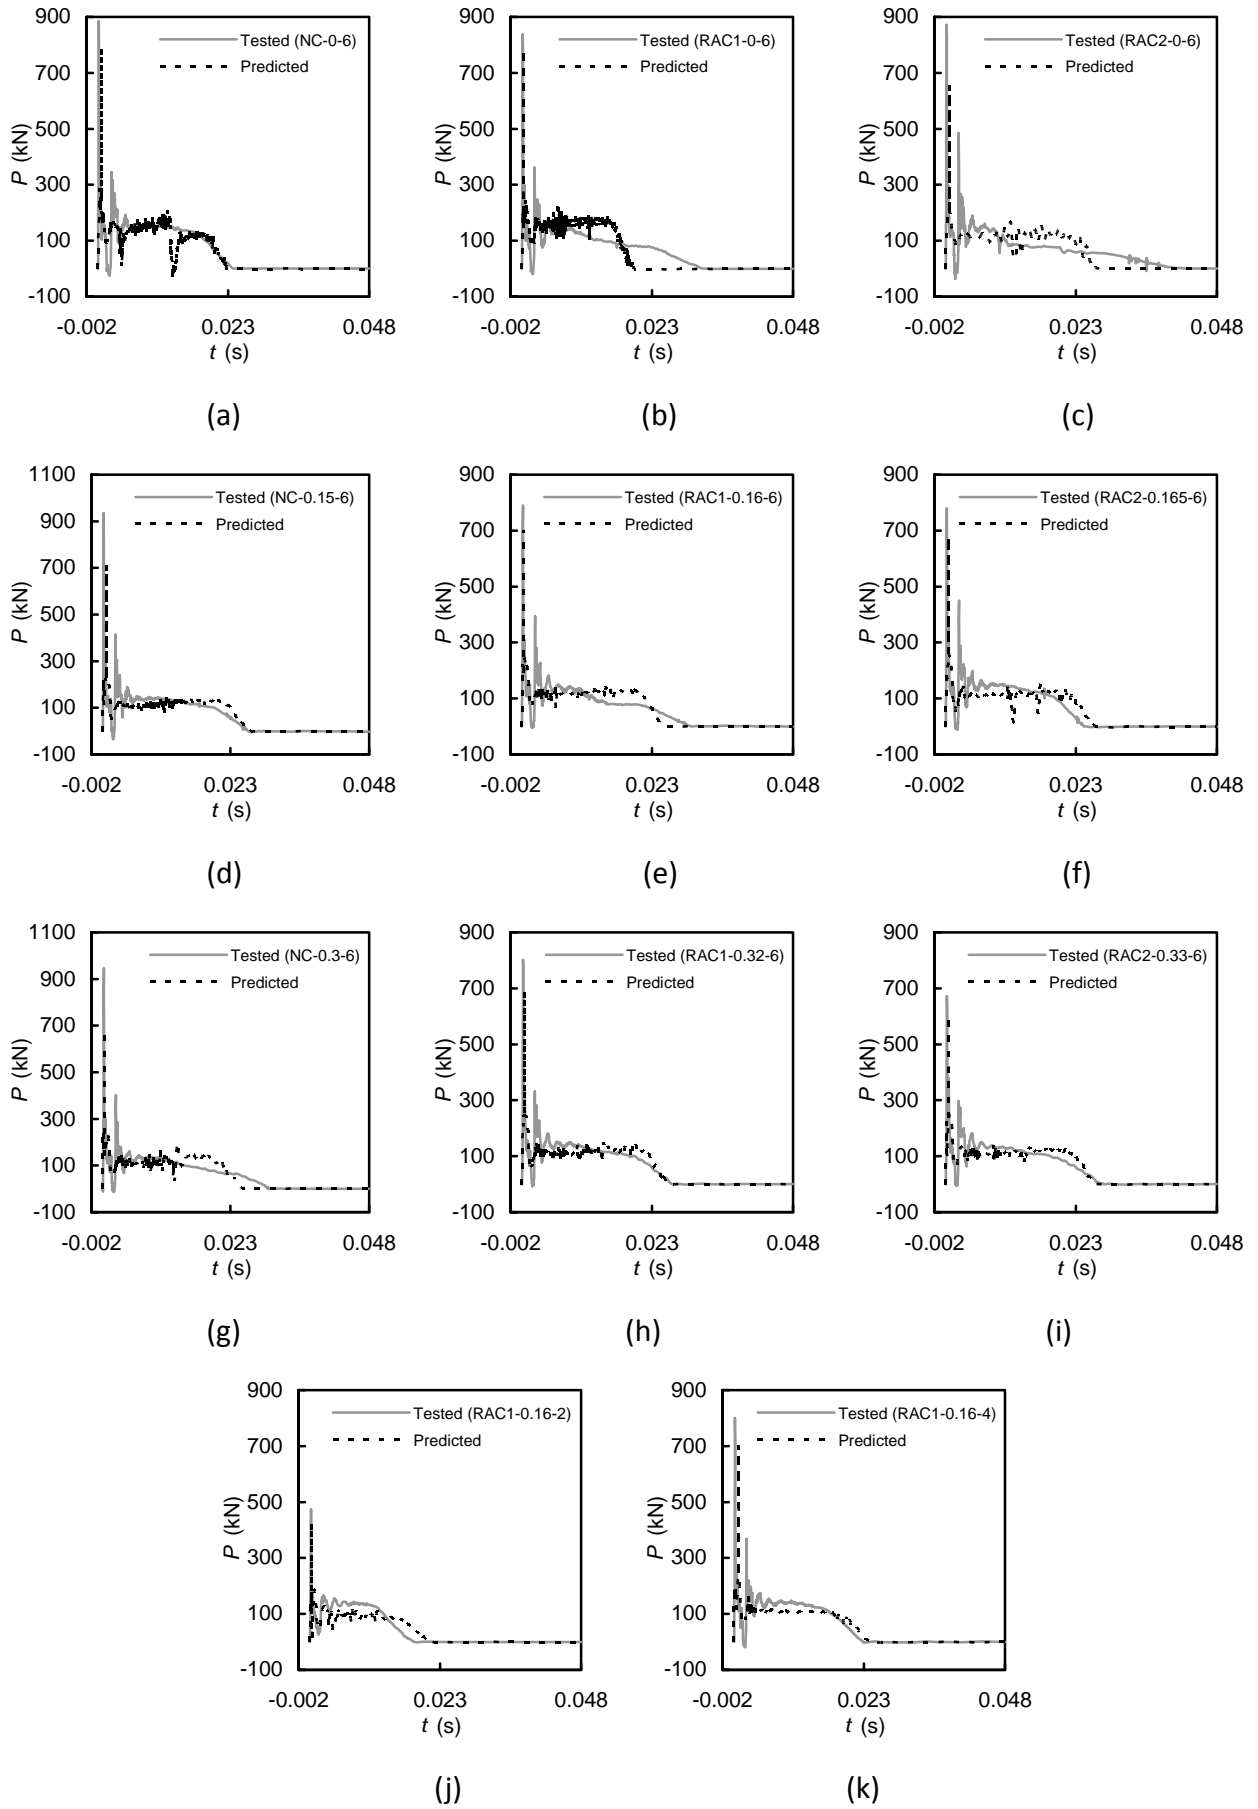 900
700
500
300
100
-100
P (kN)
Tested (NC-0-6)
Predicted
-0.002 0.023 0.048
t (s)
(a)
900
700
500
300
100
-100
P (kN)
Tested (RAC1-0-6)
Predicted
-0.002 0.023 0.048
t (s)
(b)
900
700
500
300
100
-100
P (kN)
Tested (RAC2-0-6)
Predicted
-0.002 0.023 0.048
t (s)
(c)
1100
900
700
500
300
100
-100
P (kN)
Tested (NC-0.15-6)
Predicted
-0.002 0.023 0.048
t (s)
(d)
900
700
500
300
100
-100
P (kN)
Tested (RAC1-0.16-6)
Predicted
-0.002 0.023 0.048
t (s)
(e)
900
700
500
300
100
-100
P (kN)
Tested (RAC2-0.165-6)
Predicted
-0.002 0.023 0.048
t (s)
(f)
1100
900
700
500
300
100
-100
P (kN)
Tested (NC-0.3-6)
Predicted
-0.002 0.023 0.048
t (s)
(g)
900
700
500
300
100
-100
P (kN)
Tested (RAC1-0.32-6)
Predicted
-0.002 0.023 0.048
t (s)
(h)
900
700
500
300
100
-100
P (kN)
Tested (RAC2-0.33-6)
Predicted
-0.002 0.023 0.048
t (s)
(i)
900
700
500
300
100
-100
P (kN)
Tested (RAC1-0.16-2)
Predicted
-0.002 0.023 0.048
t (s)
(j)
900
700
500
300
100
-100
P (kN)
Tested (RAC1-0.16-4)
Predicted
-0.002 0.023 0.048
t (s)
(k)